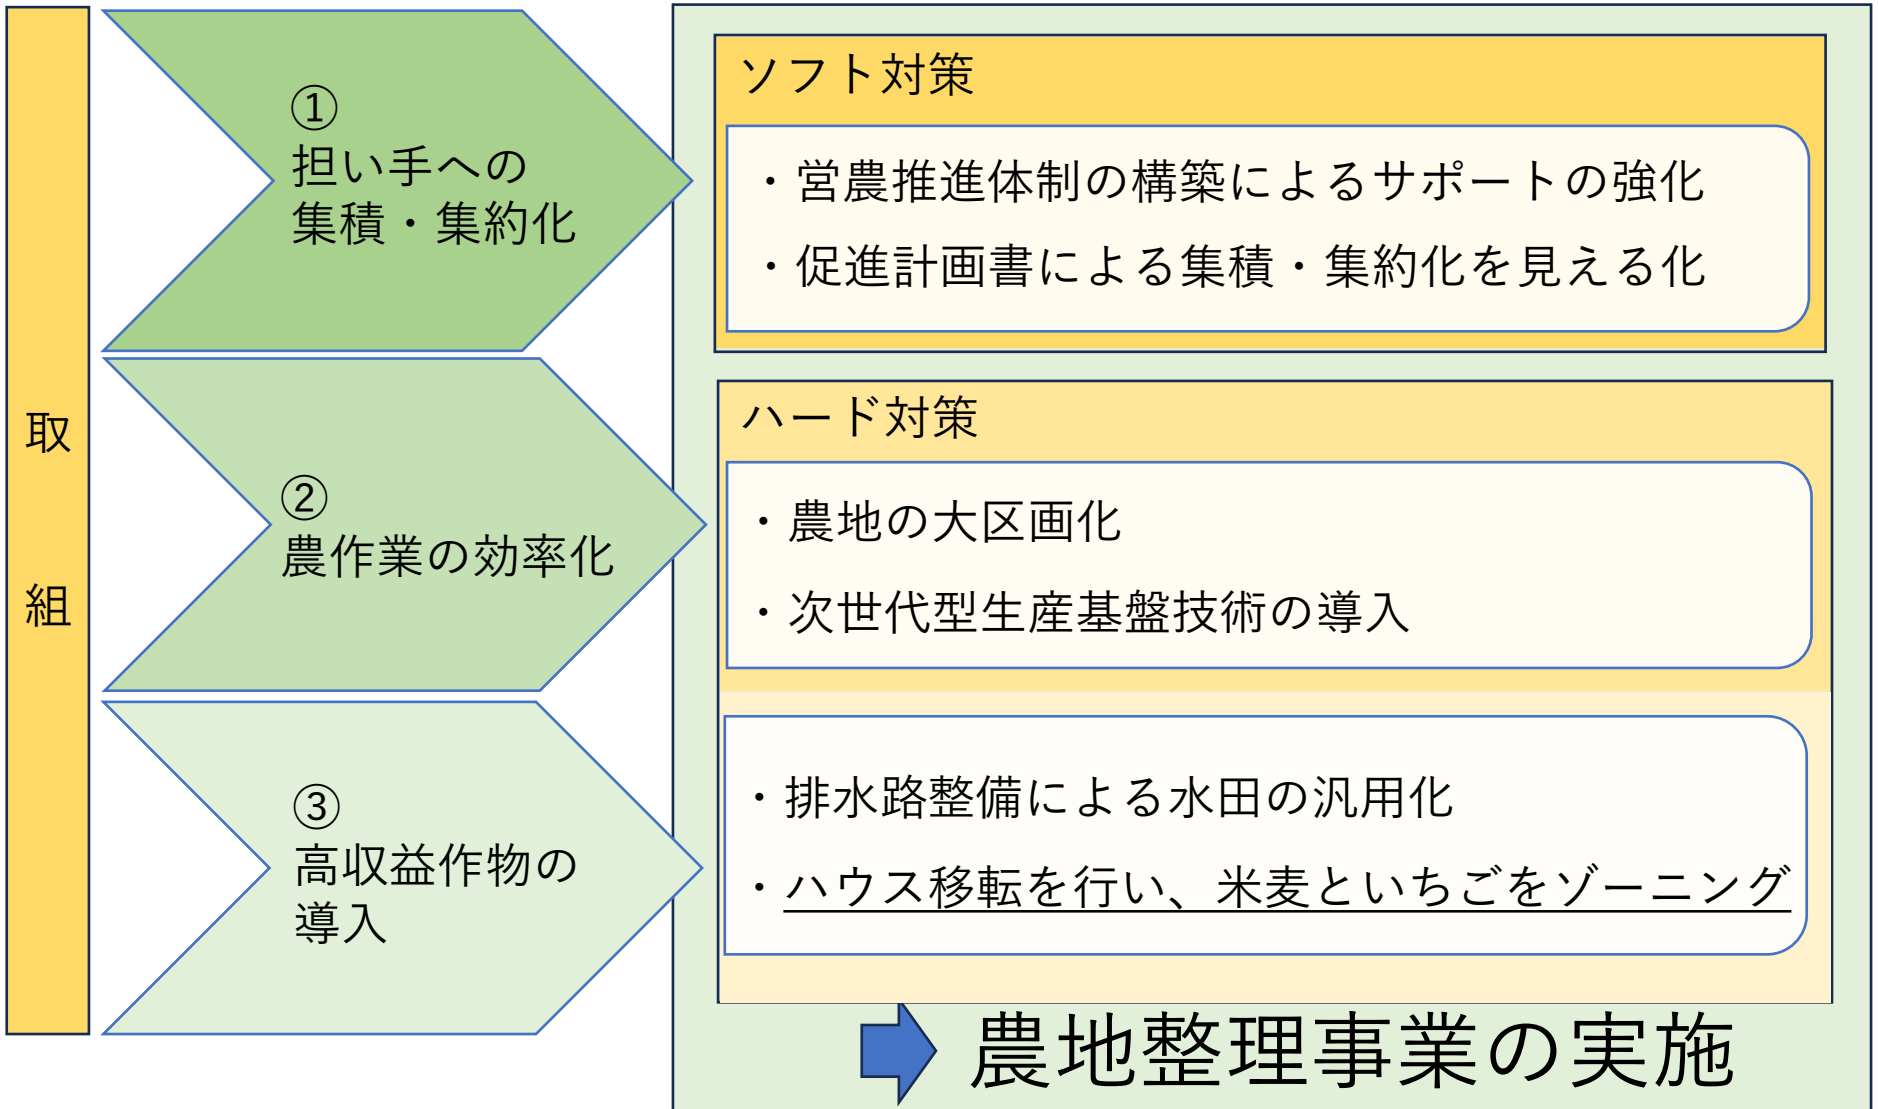 取組
①
担い手への
集積・集約化
ソフト対策
・営農推進体制の構築によるサポートの強化
・促進計画書による集積・集約化を見える化
②
農作業の効率化
ハード対策
・農地の大区画化
・次世代型生産基盤技術の導入
③
高収益作物の
導入
・排水路整備による水田の汎用化
・ハウス移転を行い、米麦といちごをゾーニング
農地整理事業の実施